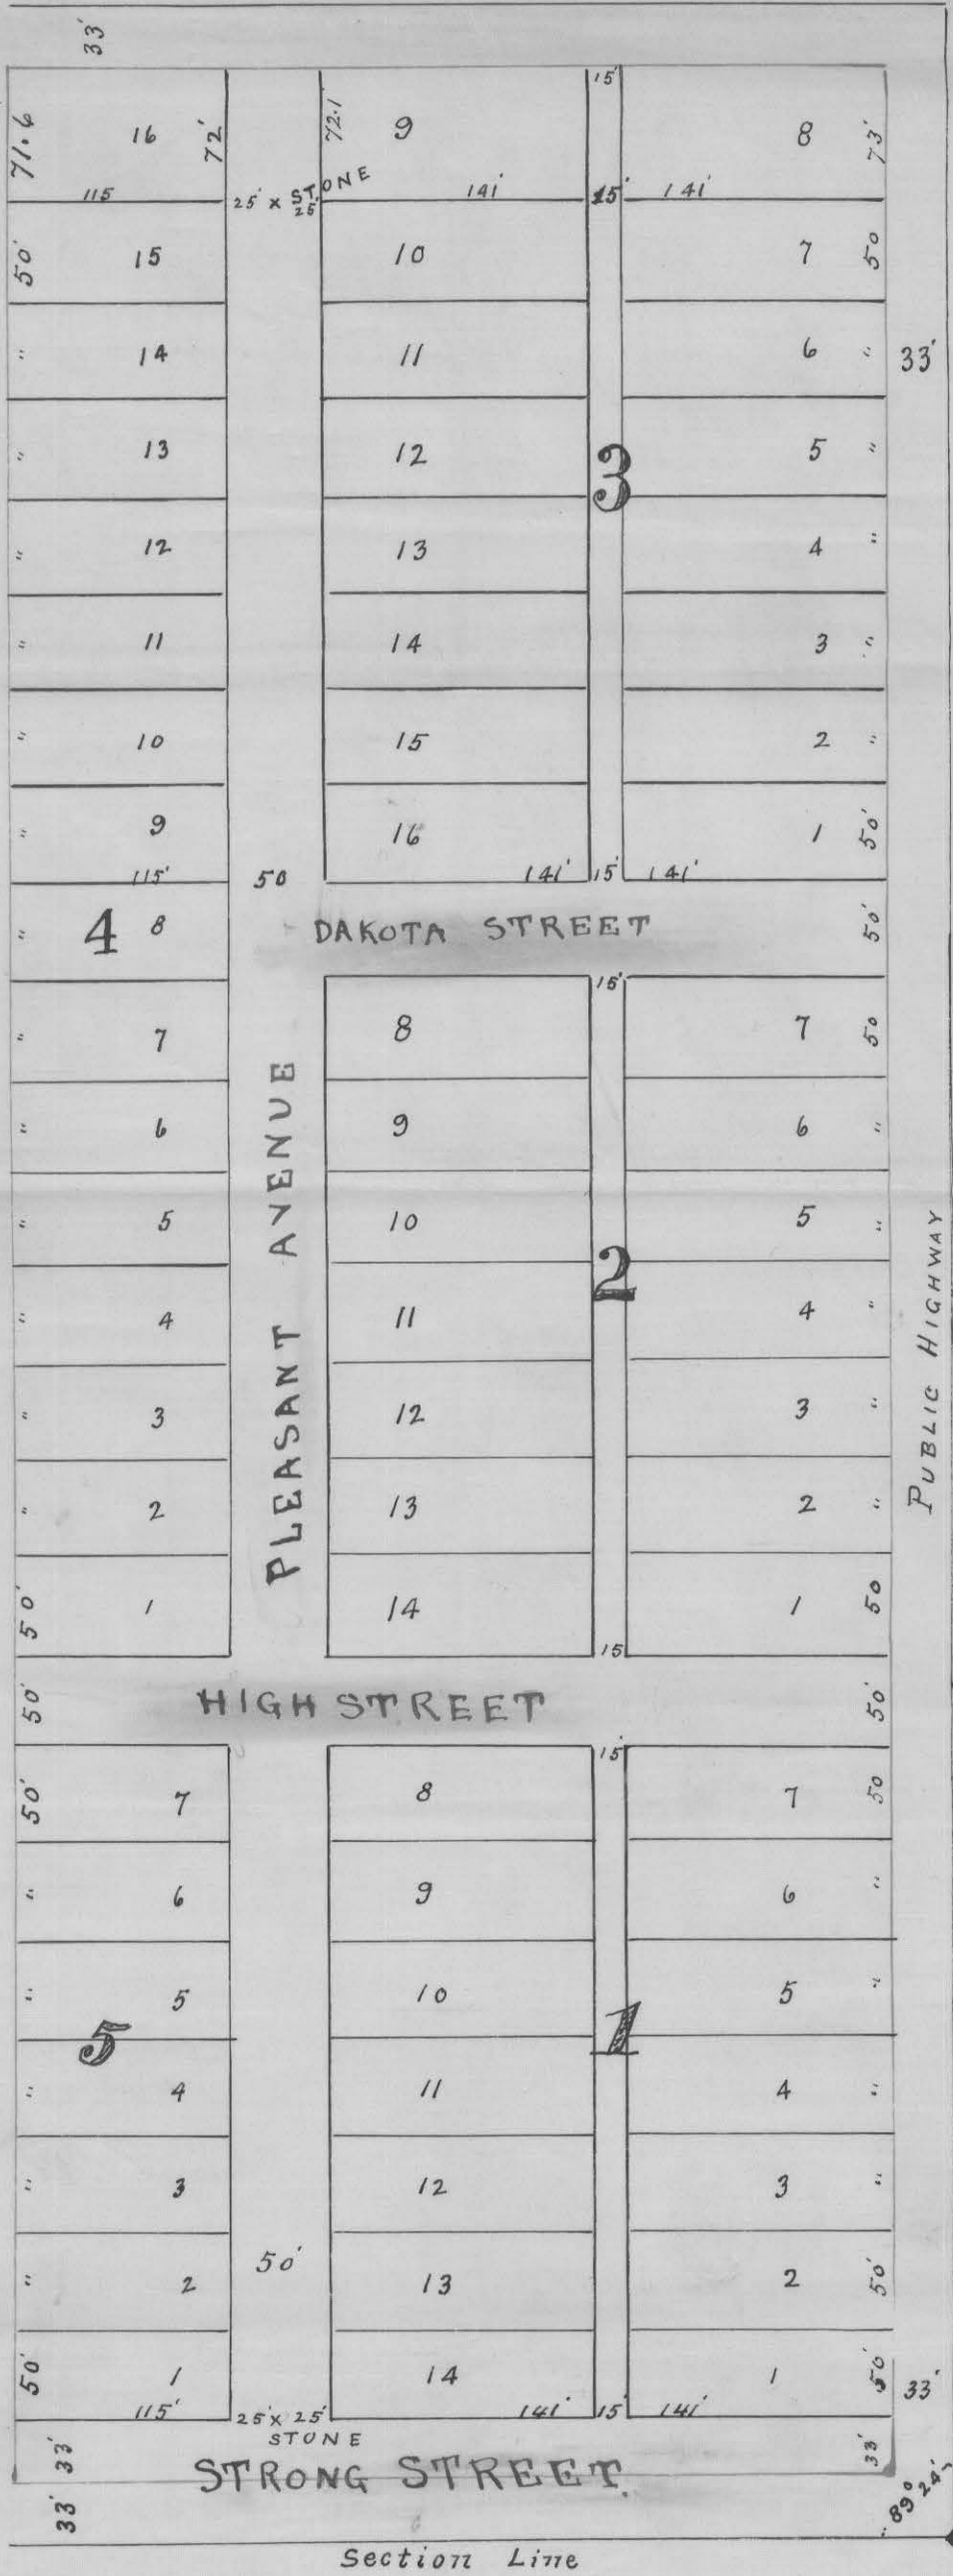 33'
71.6 16 72' 72.1 9 15' 8 73'
115 25' x STONE 25' 141' 15' 141'
50' 15 10 7 50
" 14 11 6 " 33'
" 13 12 5 "
3
" 12 13 4 "
" 11 14 3 "
" 10 15 2 "
" 9 16 1 50'
115' 50 141' 15' 141'
" 4 8 DAKOTA STREET 50'
15'
" 7 8 7 50
" 6 9 6 "
" 5 10 5 "
2
" 4 11 4 "
PLEASANT AVENUE
PUBLIC HIGHWAY
" 3 12 3 "
" 2 13 2 "
50' 1 14 1 50
15
50' HIGH STREET 50'
15'
50' 7 8 7 50
" 6 9 6 "
" 5 10 5 "
5 1
" 4 11 4 "
" 3 12 3 "
" 2 50' 13 2 50'
50' 1 14 1 50' 33'
115' 25' x 25' 141' 15' 141'
STONE
33' STRONG STREET. 33'
33' 89° 24'
Section Line